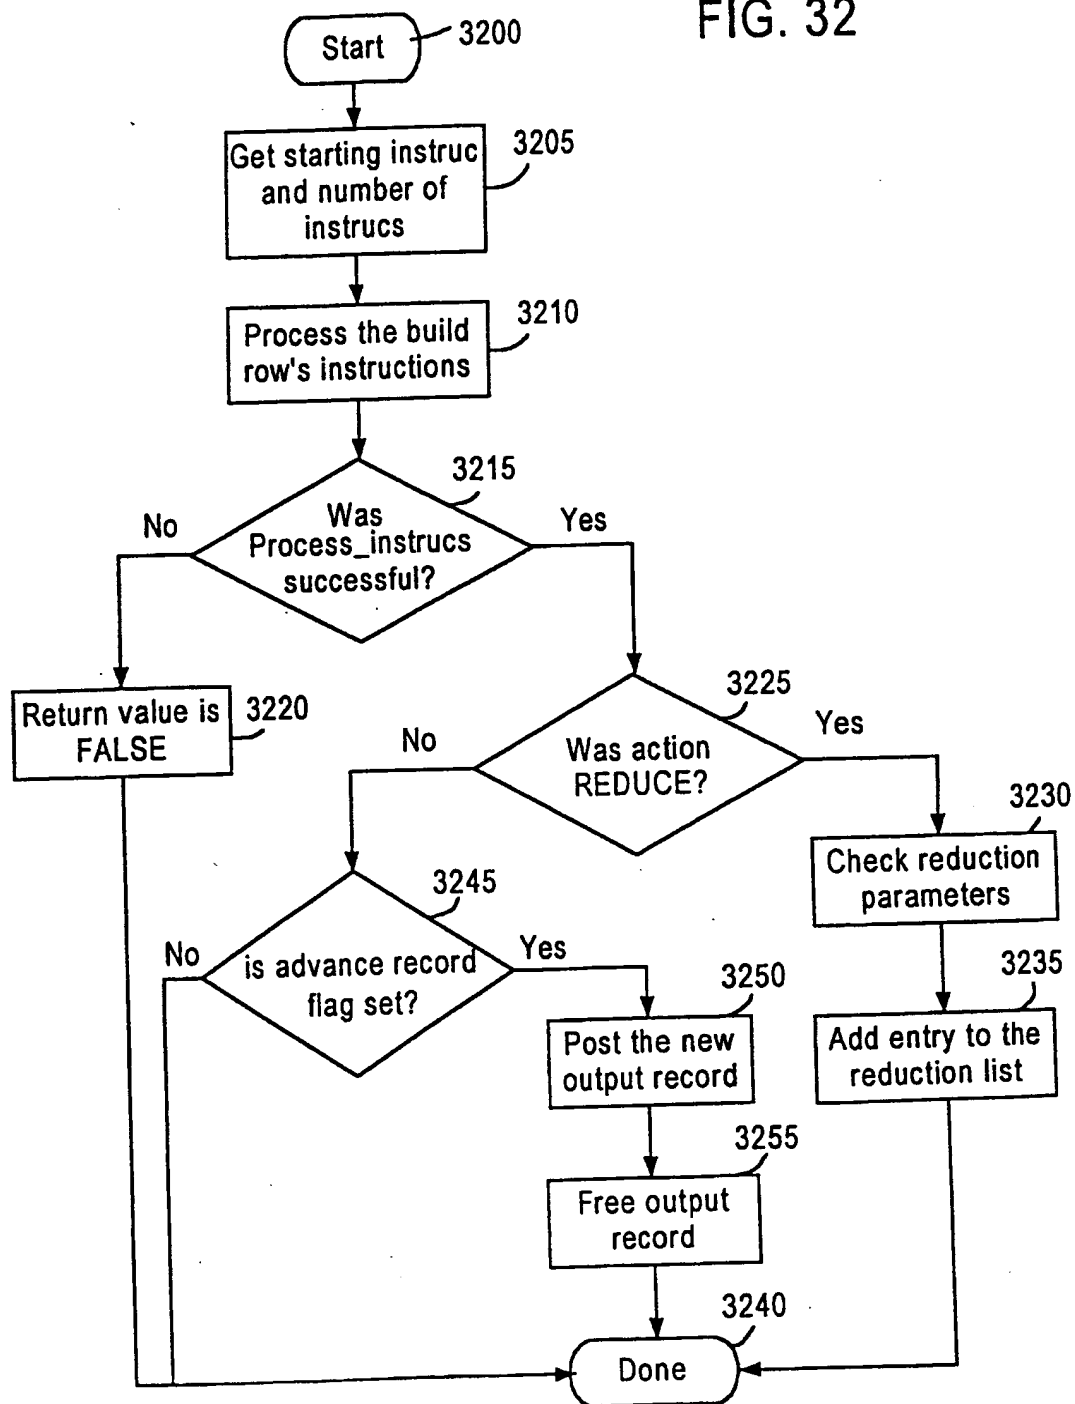 FIG. 32
Start
3200
Get starting instruc
and number of
instrucs
3205
Process the build
row's instructions
3210
Was
Process_instrucs
successful?
3215
No
Yes
Return value is
FALSE
3220
Was action
REDUCE?
3225
No
Yes
Check reduction
parameters
3230
is advance record
flag set?
3245
No
Yes
Post the new
output record
3250
Add entry to the
reduction list
3235
Free output
record
3255
Done
3240